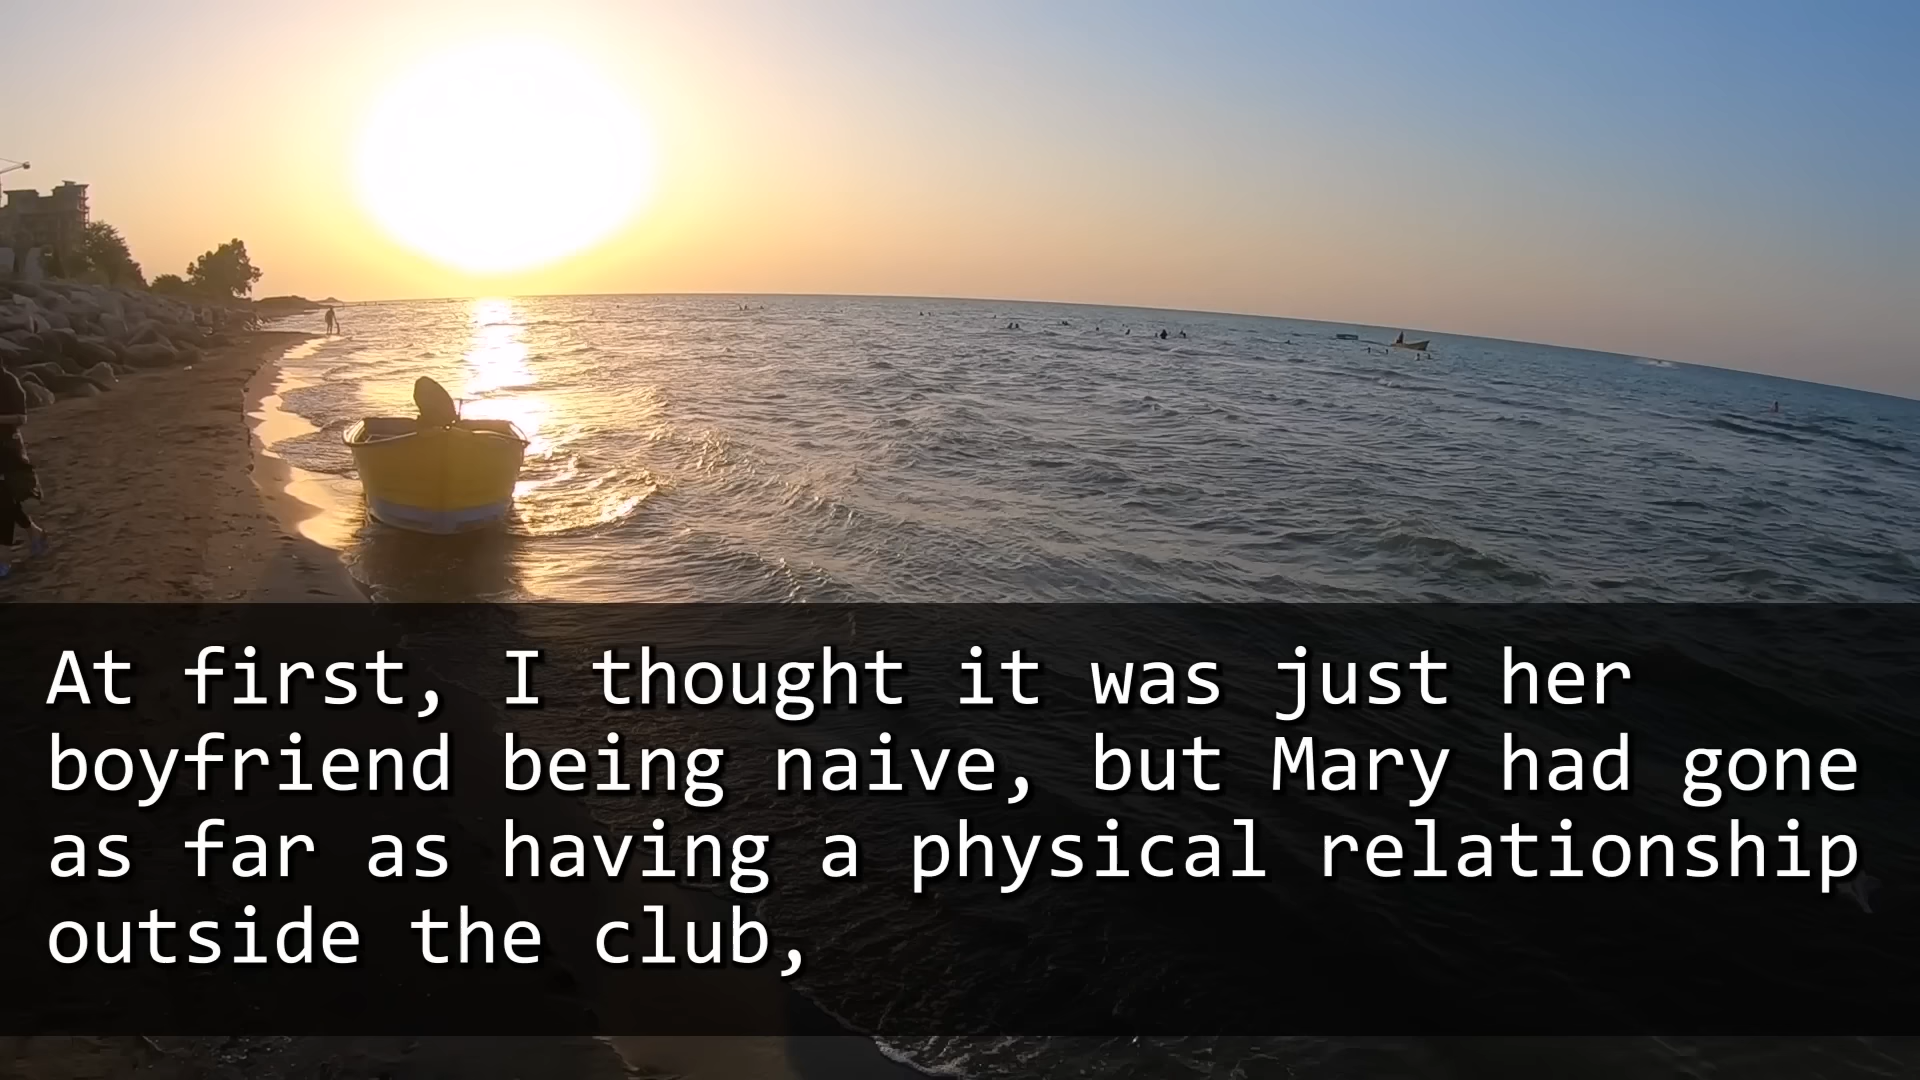 At first, I thought it was just her
boyfriend being naive, but Mary had gone
as far as having a physical relationship
outside the club,